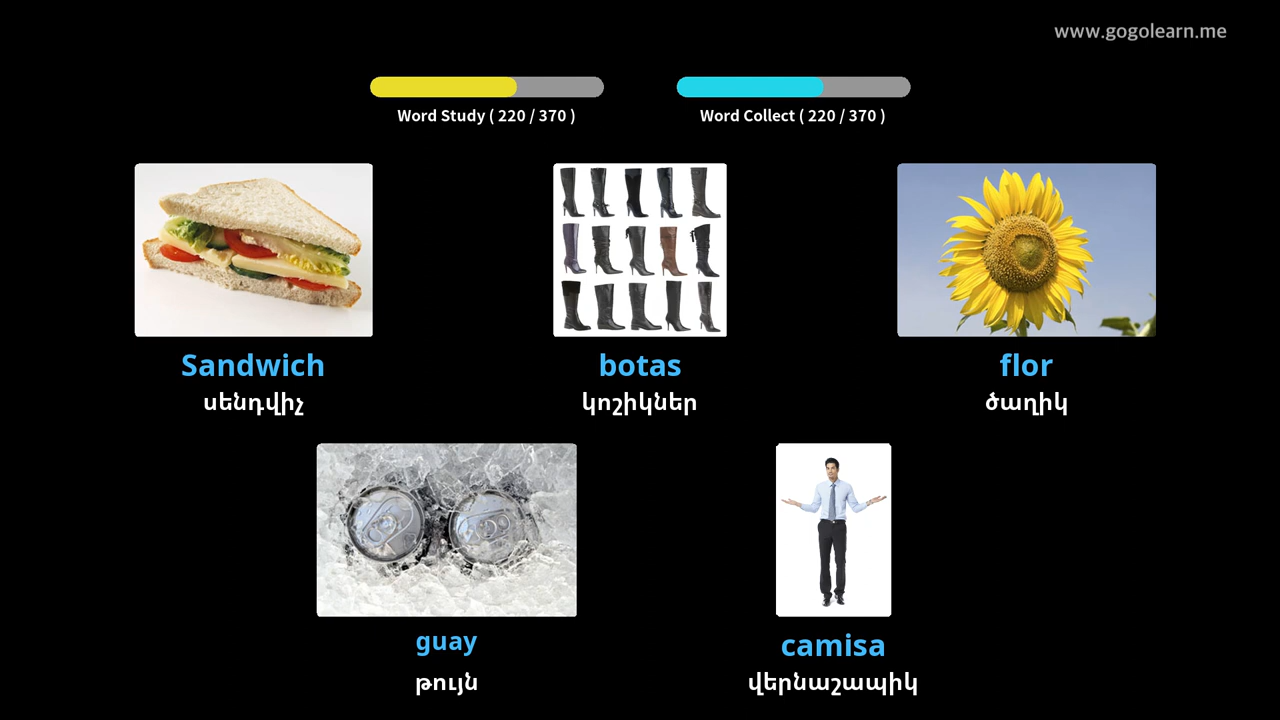 www.gogolearn.me
Word Study ( 220 / 370 )
Word Collect ( 220 / 370 )
Sandwich
սենդվիչ
botas
կոշիկներ
flor
ծաղիկ
guay
թույն
camisa
վերնաշապիկ